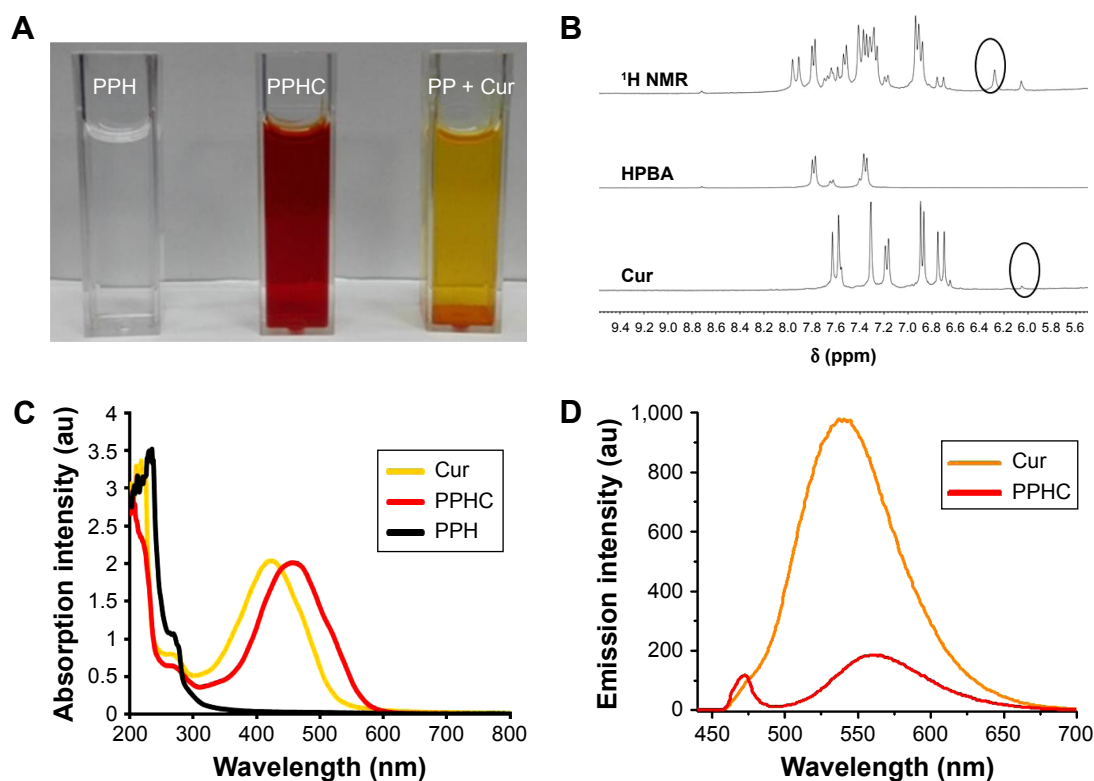 A
PPH
PPHC
PP + Cur
B
¹H NMR
HPBA
Cur
9.4 9.2 9.0 8.8 8.6 8.4 8.2 8.0 7.8 7.6 7.4 7.2 7.0 6.8 6.6 6.4 6.2 6.0 5.8 5.6
δ (ppm)
C
Absorption intensity (au)
4
3.5
3
2.5
2
1.5
1
0.5
0
200 300 400 500 600 700 800
Wavelength (nm)
Cur
PPHC
PPH
D
Emission intensity (au)
1,000
800
600
400
200
0
450 500 550 600 650 700
Wavelength (nm)
Cur
PPHC